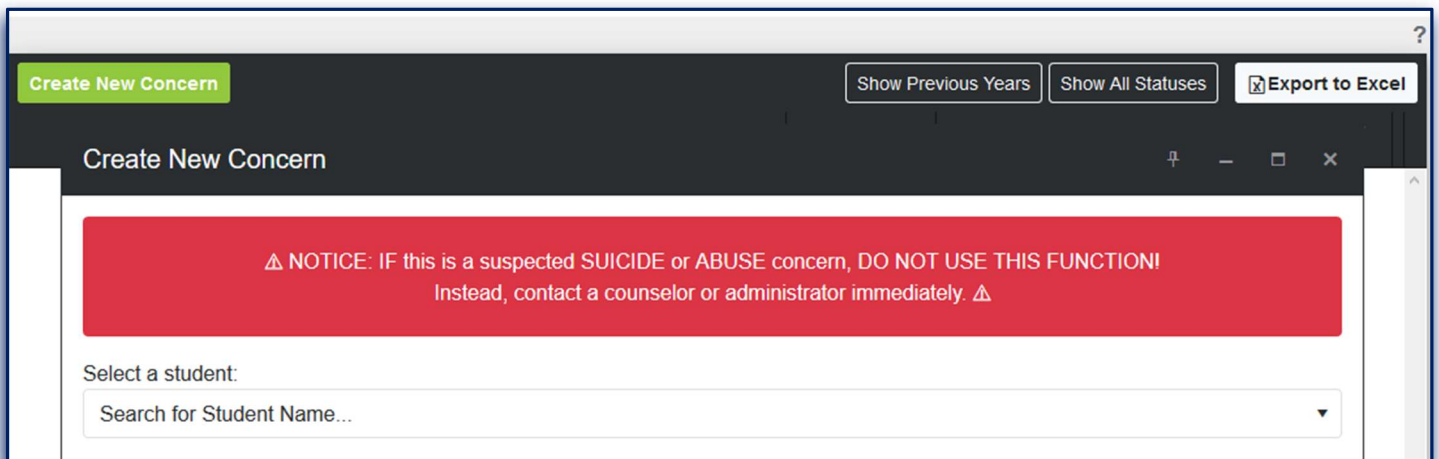 ?
Create New Concern
Show Previous Years
Show All Statuses
Export to Excel
Create New Concern
⚠ NOTICE: IF this is a suspected SUICIDE or ABUSE concern, DO NOT USE THIS FUNCTION!
Instead, contact a counselor or administrator immediately. ⚠
Select a student:
Search for Student Name...